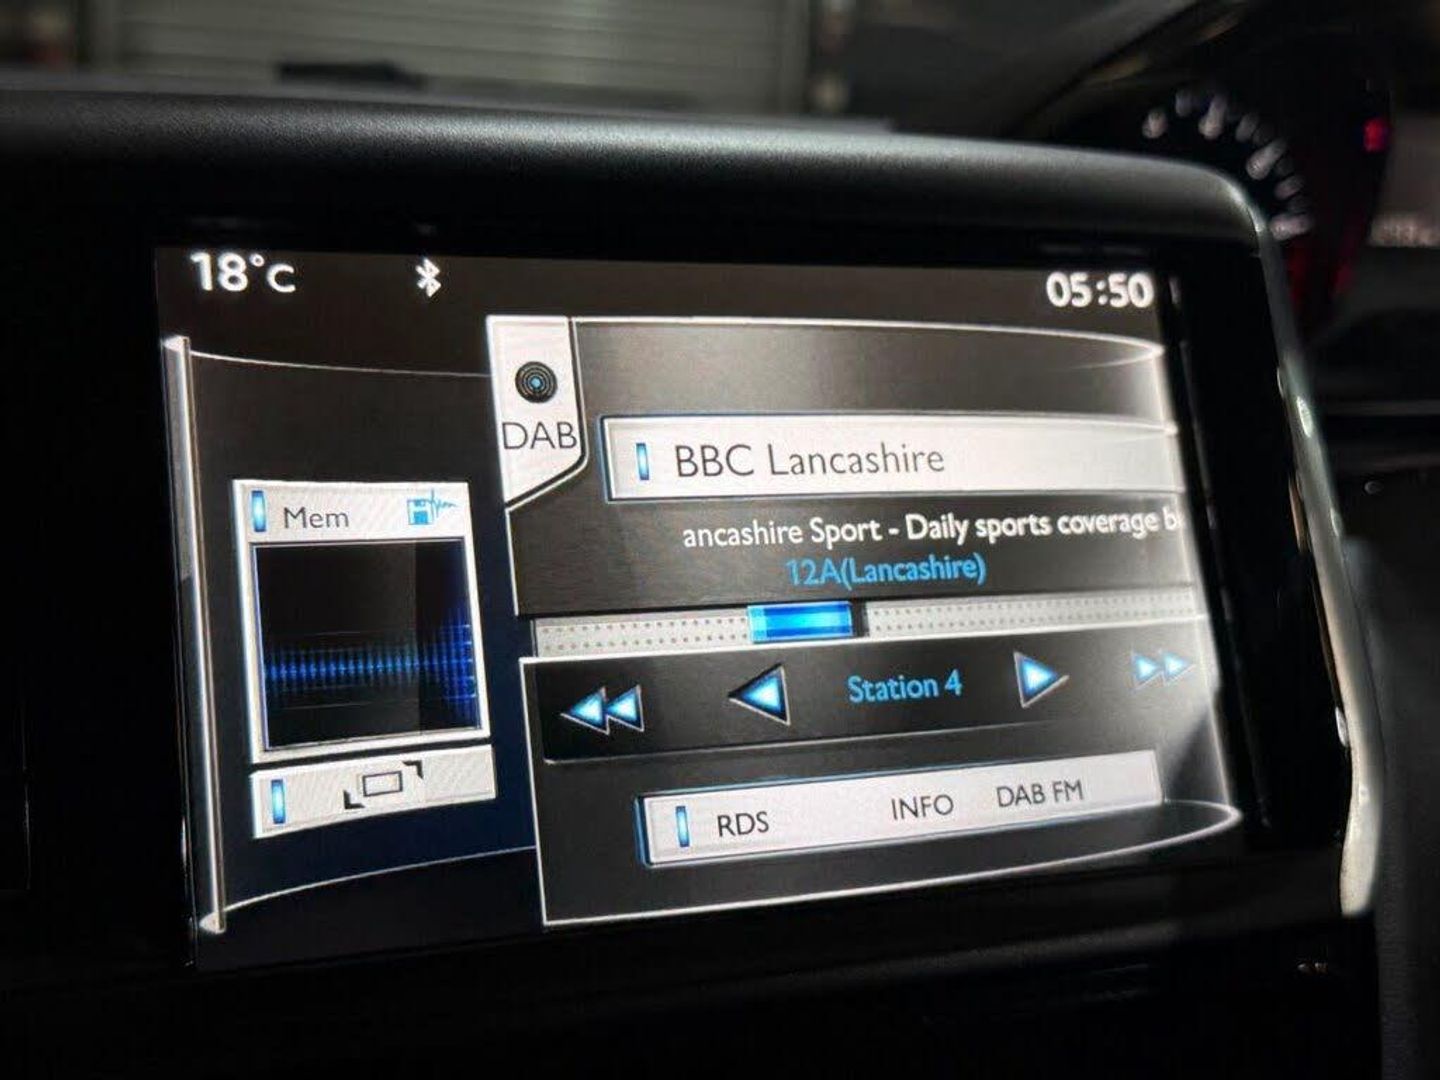 18°C
05:50
DAB
BBC Lancashire
Mem
ancashire Sport - Daily sports coverage b
12A(Lancashire)
Station 4
RDS INFO DAB FM